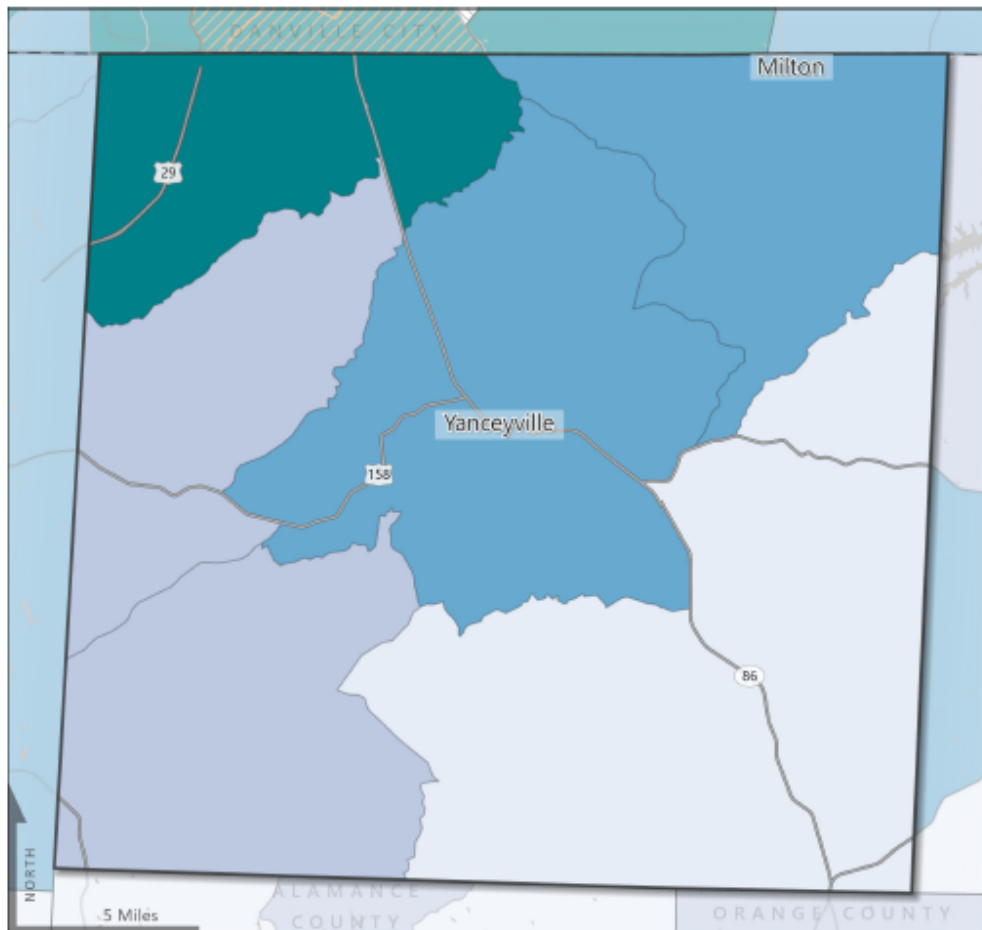 DANVILLE CITY
Milton
29
Yanceyville
158
86
NORTH
5 Miles
ALAMANCE
COUNTY
ORANGE COUNTY